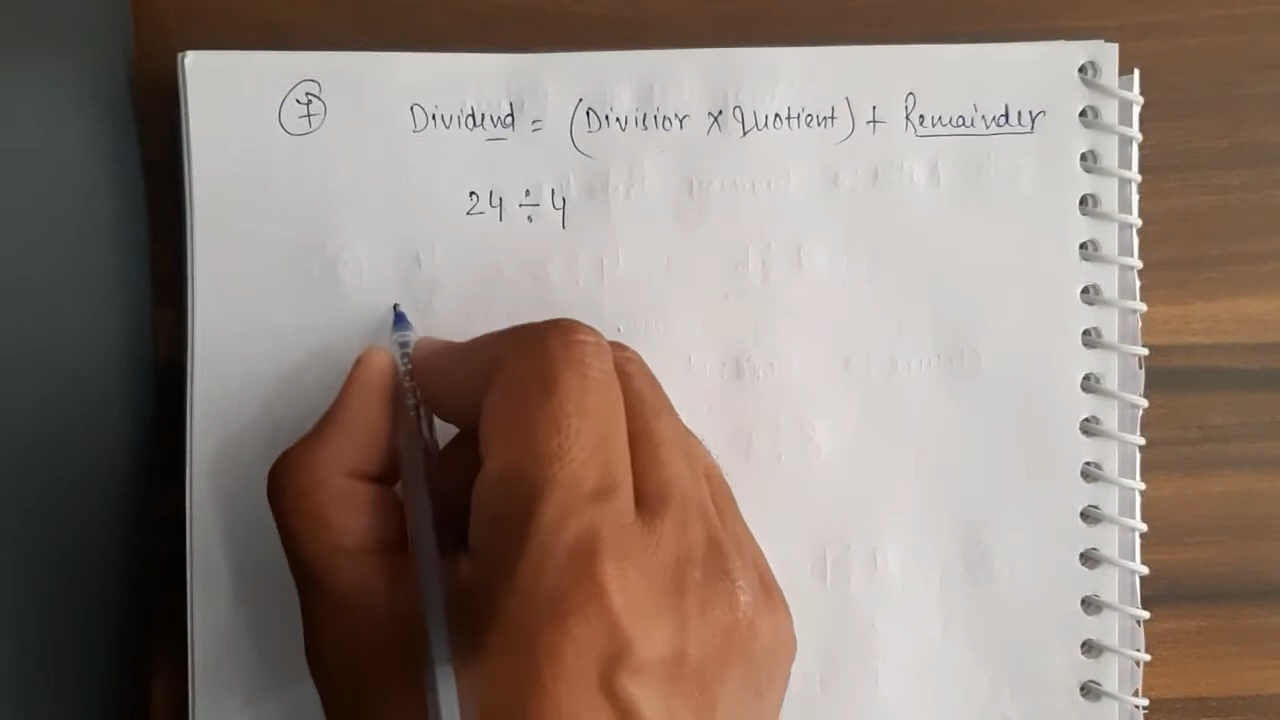 7 Dividend = (Divisior × Quotient) + Remainder
24 ÷ 4